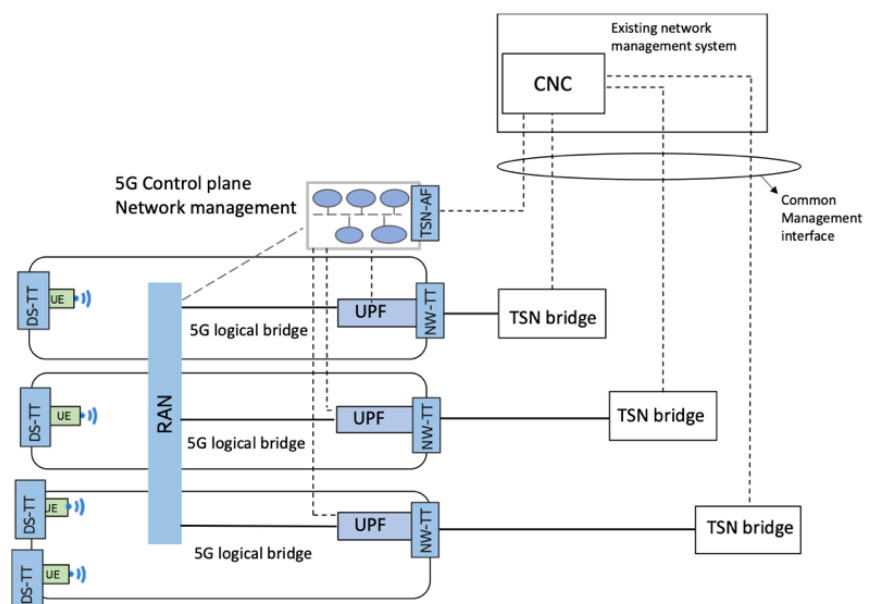 Existing network
management system
CNC
5G Control plane
Network management
TSN-AF
Common
Management
interface
DS-TT
UE
RAN
5G logical bridge
UPF
NW-TT
TSN bridge
DS-TT
UE
5G logical bridge
UPF
NW-TT
TSN bridge
DS-TT
UE
5G logical bridge
UPF
NW-TT
TSN bridge
DS-TT
UE